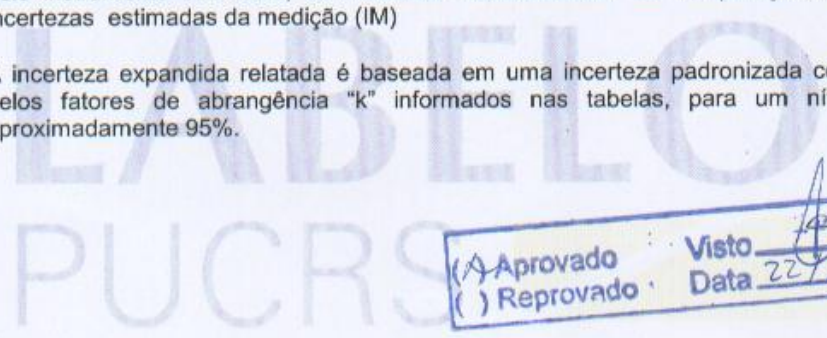 ncertezas estimadas da medição (IM)
incerteza expandida relatada é baseada em uma incerteza padronizada c
elos fatores de abrangência “k” informados nas tabelas, para um ní
proximadamente 95%.
LABELO
PUCRS
( ) Aprovado Visto
( ) Reprovado Data 22/